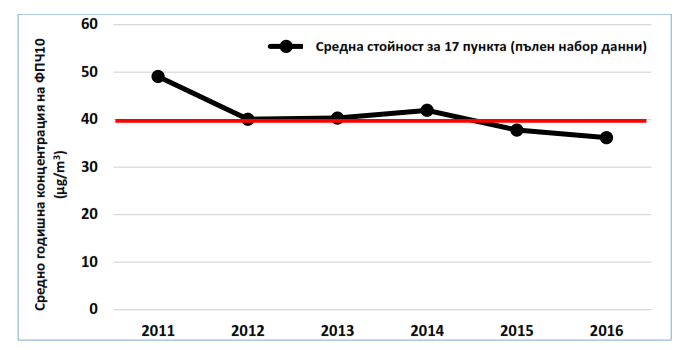 Средно годишна концентрация на ФПЧ10
(μg/m³)
60
50
40
30
20
10
0
Средна стойност за 17 пункта (пълен набор данни)
2011 2012 2013 2014 2015 2016